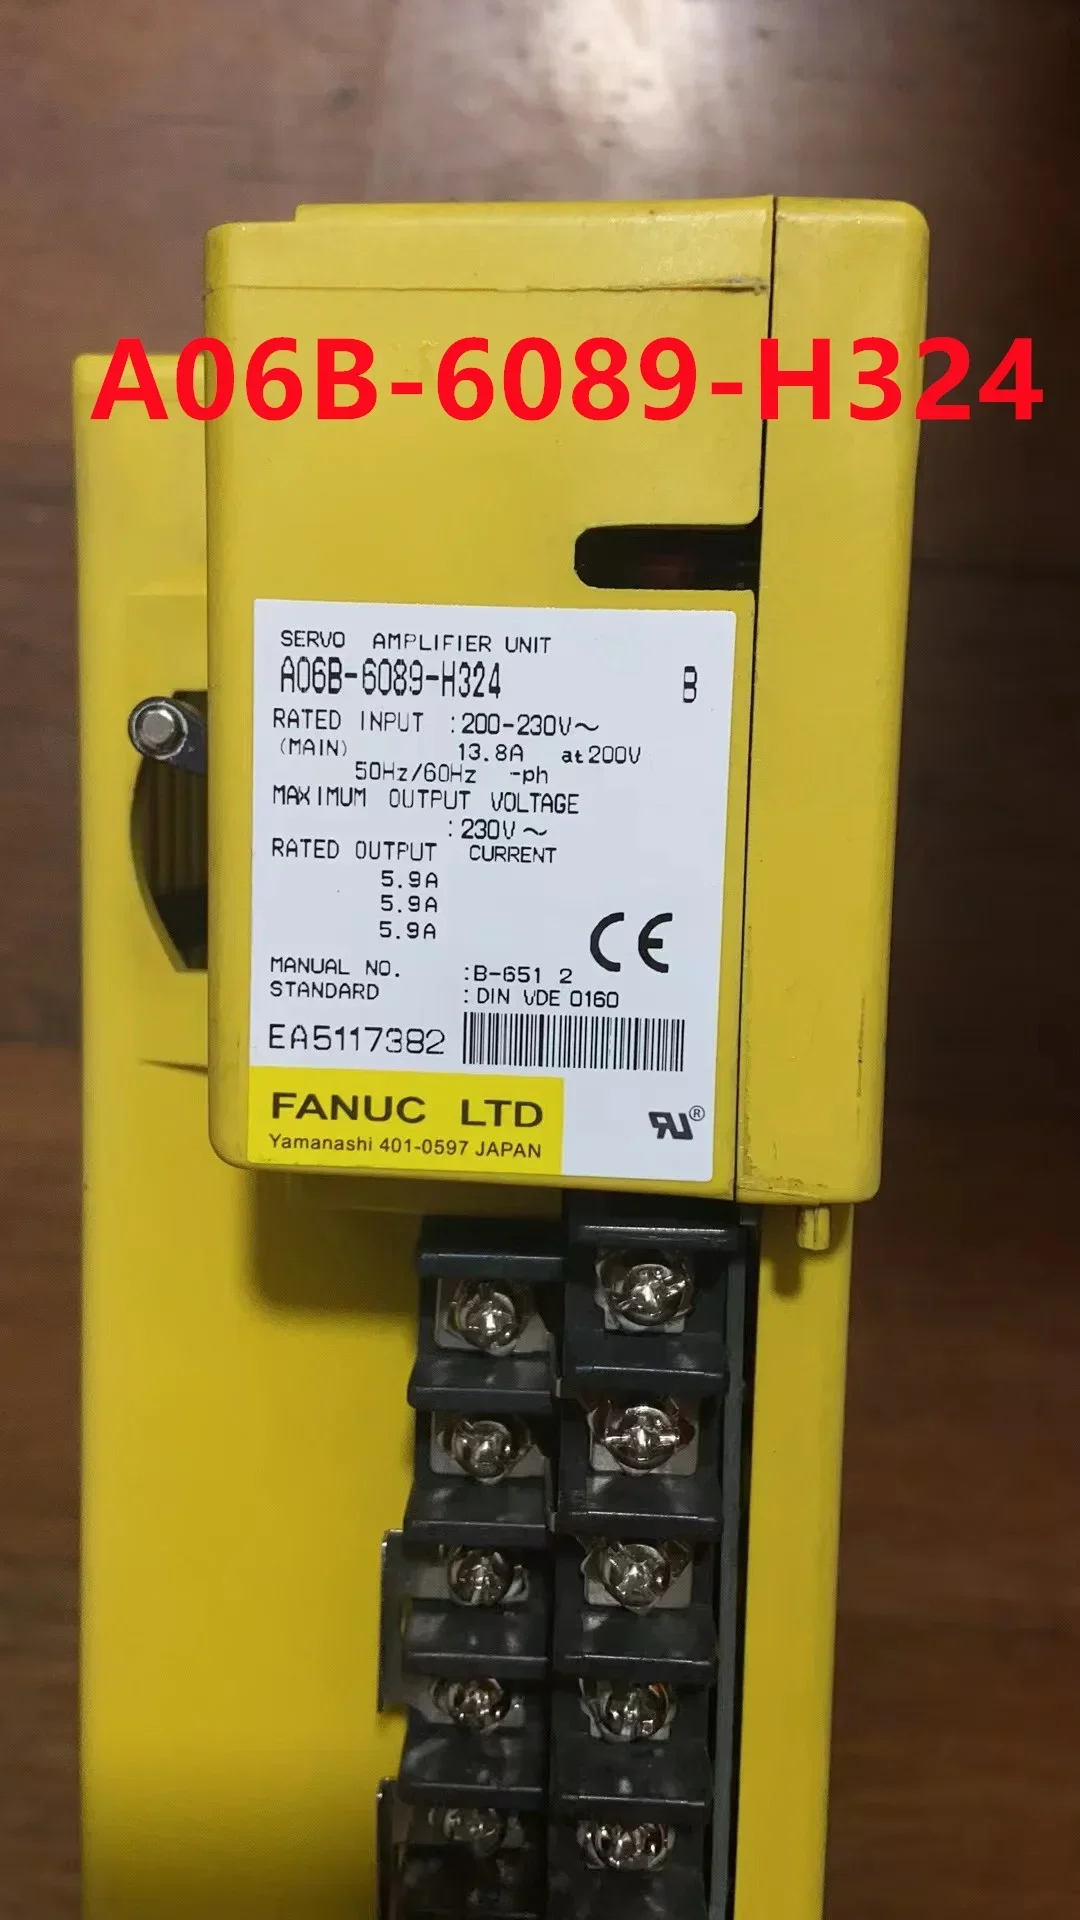 A06B-6089-H324
SERVO AMPLIFIER UNIT
A06B-6089-H324 B
RATED INPUT :200-230V～
(MAIN) 13.8A at 200V
50Hz/60Hz -ph
MAXIMUM OUTPUT VOLTAGE
:230V～
RATED OUTPUT CURRENT
5.9A
5.9A
5.9A
CE
MANUAL NO. :B-651 2
STANDARD :DIN VDE 0160
EA5117382
FANUC LTD
Yamanashi 401-0597 JAPAN
RU®